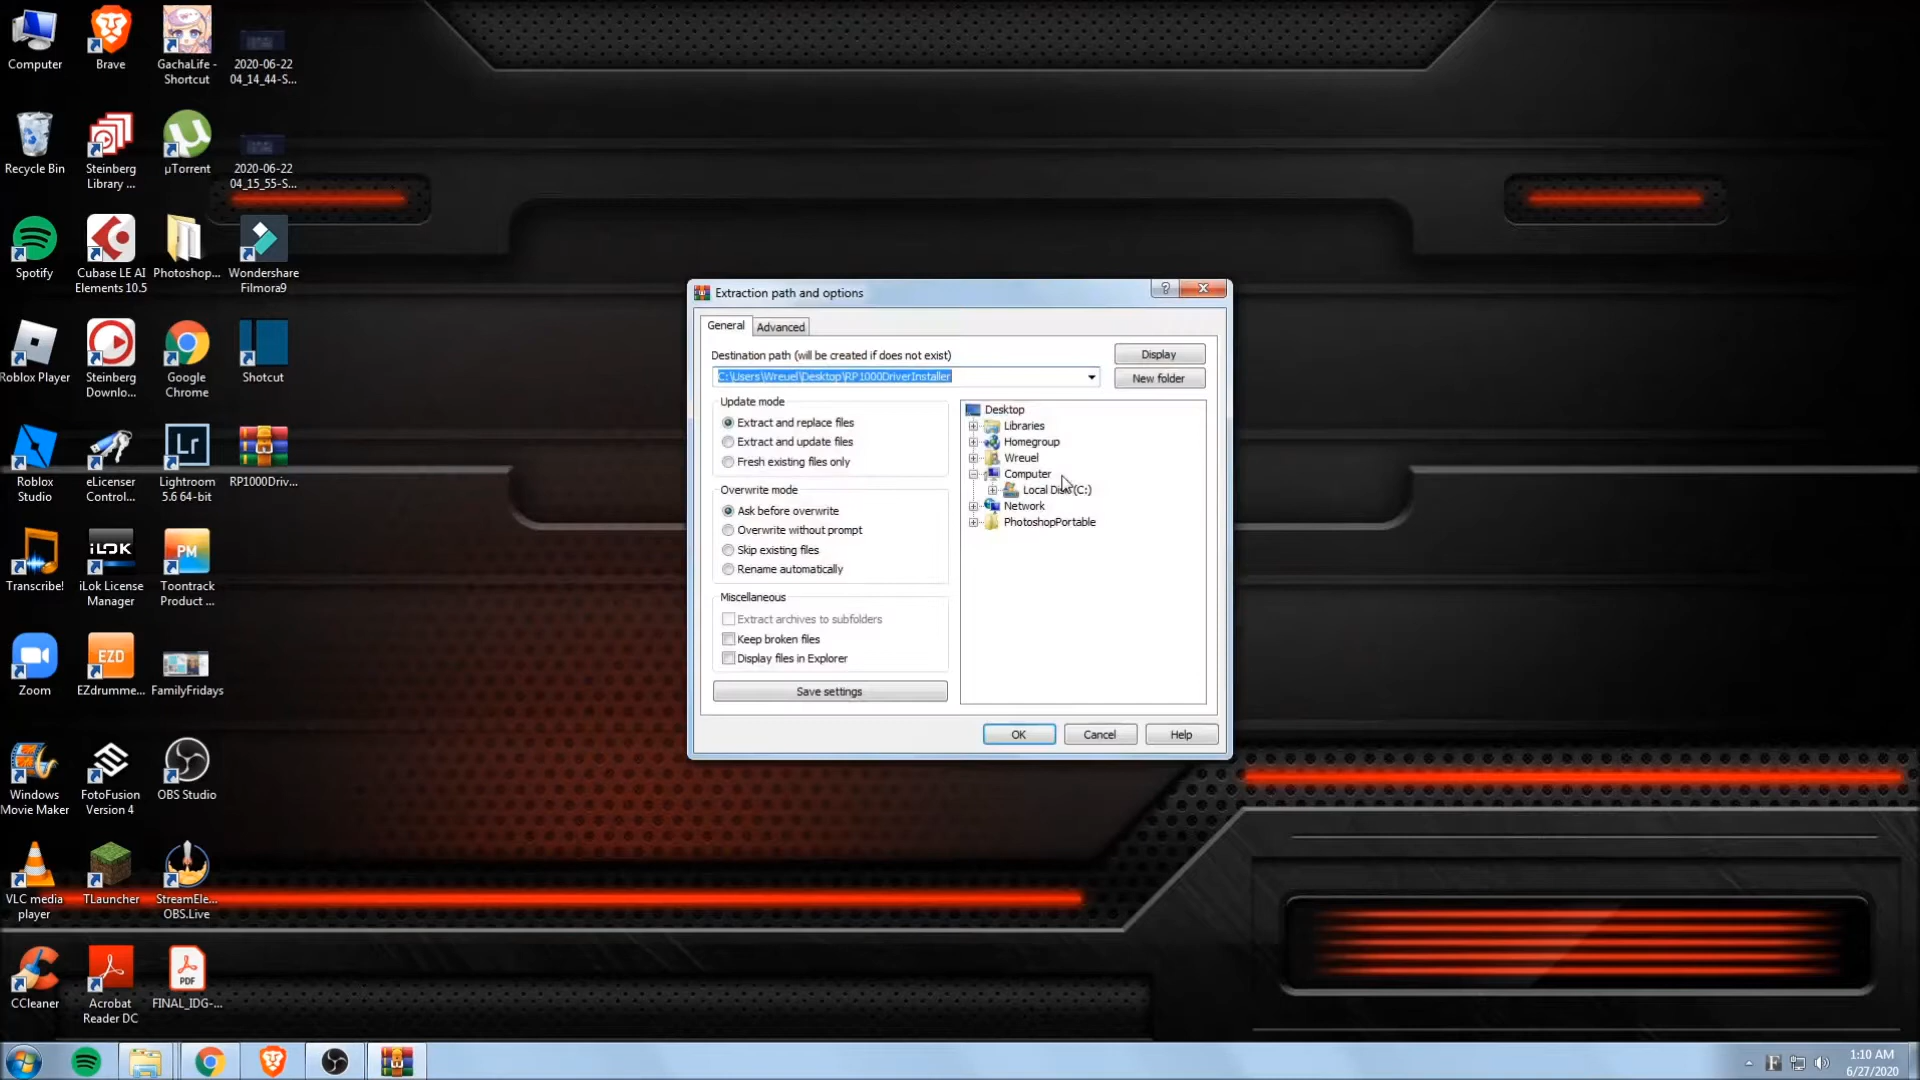 Computer
Brave
GachaLife -
Shortcut
2020-06-22
04_14_44-S...
Recycle Bin
Steinberg
Library ...
µTorrent
2020-06-22
04_15_55-S...
Spotify
Cubase LE AI
Elements 10.5
Photoshop...
Wondershare
Filmora9
Roblox Player
Steinberg
Downlo...
Google
Chrome
Shotcut
Roblox
Studio
eLicenser
Control...
Lr
Lightroom
5.6 64-bit
RP1000Driv...
Transcribe!
iLOK
iLok License
Manager
PM
Toontrack
Product ...
Zoom
EZD
EZdrumme...
FamilyFridays
Windows
Movie Maker
FotoFusion
Version 4
OBS Studio
VLC media
player
TLauncher
StreamEle...
OBS.Live
CCleaner
Acrobat
Reader DC
PDF
FINAL_IDG-...
Extraction path and options
?
General
Advanced
Destination path (will be created if does not exist)
Display
C:\Users\Wreuel\Desktop\RP1000DriverInstaller
New folder
Update mode
Extract and replace files
Extract and update files
Fresh existing files only
Overwrite mode
Ask before overwrite
Overwrite without prompt
Skip existing files
Rename automatically
Miscellaneous
Extract archives to subfolders
Keep broken files
Display files in Explorer
Save settings
Desktop
Libraries
Homegroup
Wreuel
Computer
Local Disk (C:)
Network
PhotoshopPortable
OK
Cancel
Help
F
1:10 AM
6/27/2020